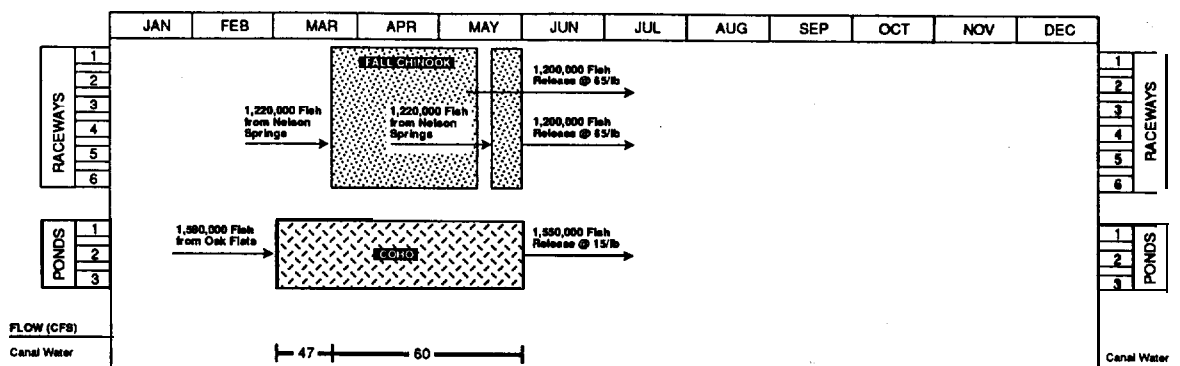 JAN FEB MAR APR MAY JUN JUL AUG SEP OCT NOV DEC
RACEWAYS
1
2
3
4
5
6
FALL CHINOOK
1,220,000 Fish
from Nelson
Springs
1,220,000 Fish
from Nelson
Springs
1,200,000 Fish
Release @ 65/lb
1,200,000 Fish
Release @ 65/lb
1
2
3
4
5
6
RACEWAYS
PONDS
1
2
3
from Oak Flats
COHO
1,550,000 Fish
Release @ 15/lb
1
2
3
PONDS
FLOW (CFS)
Canal Water
47
60
Canal Water